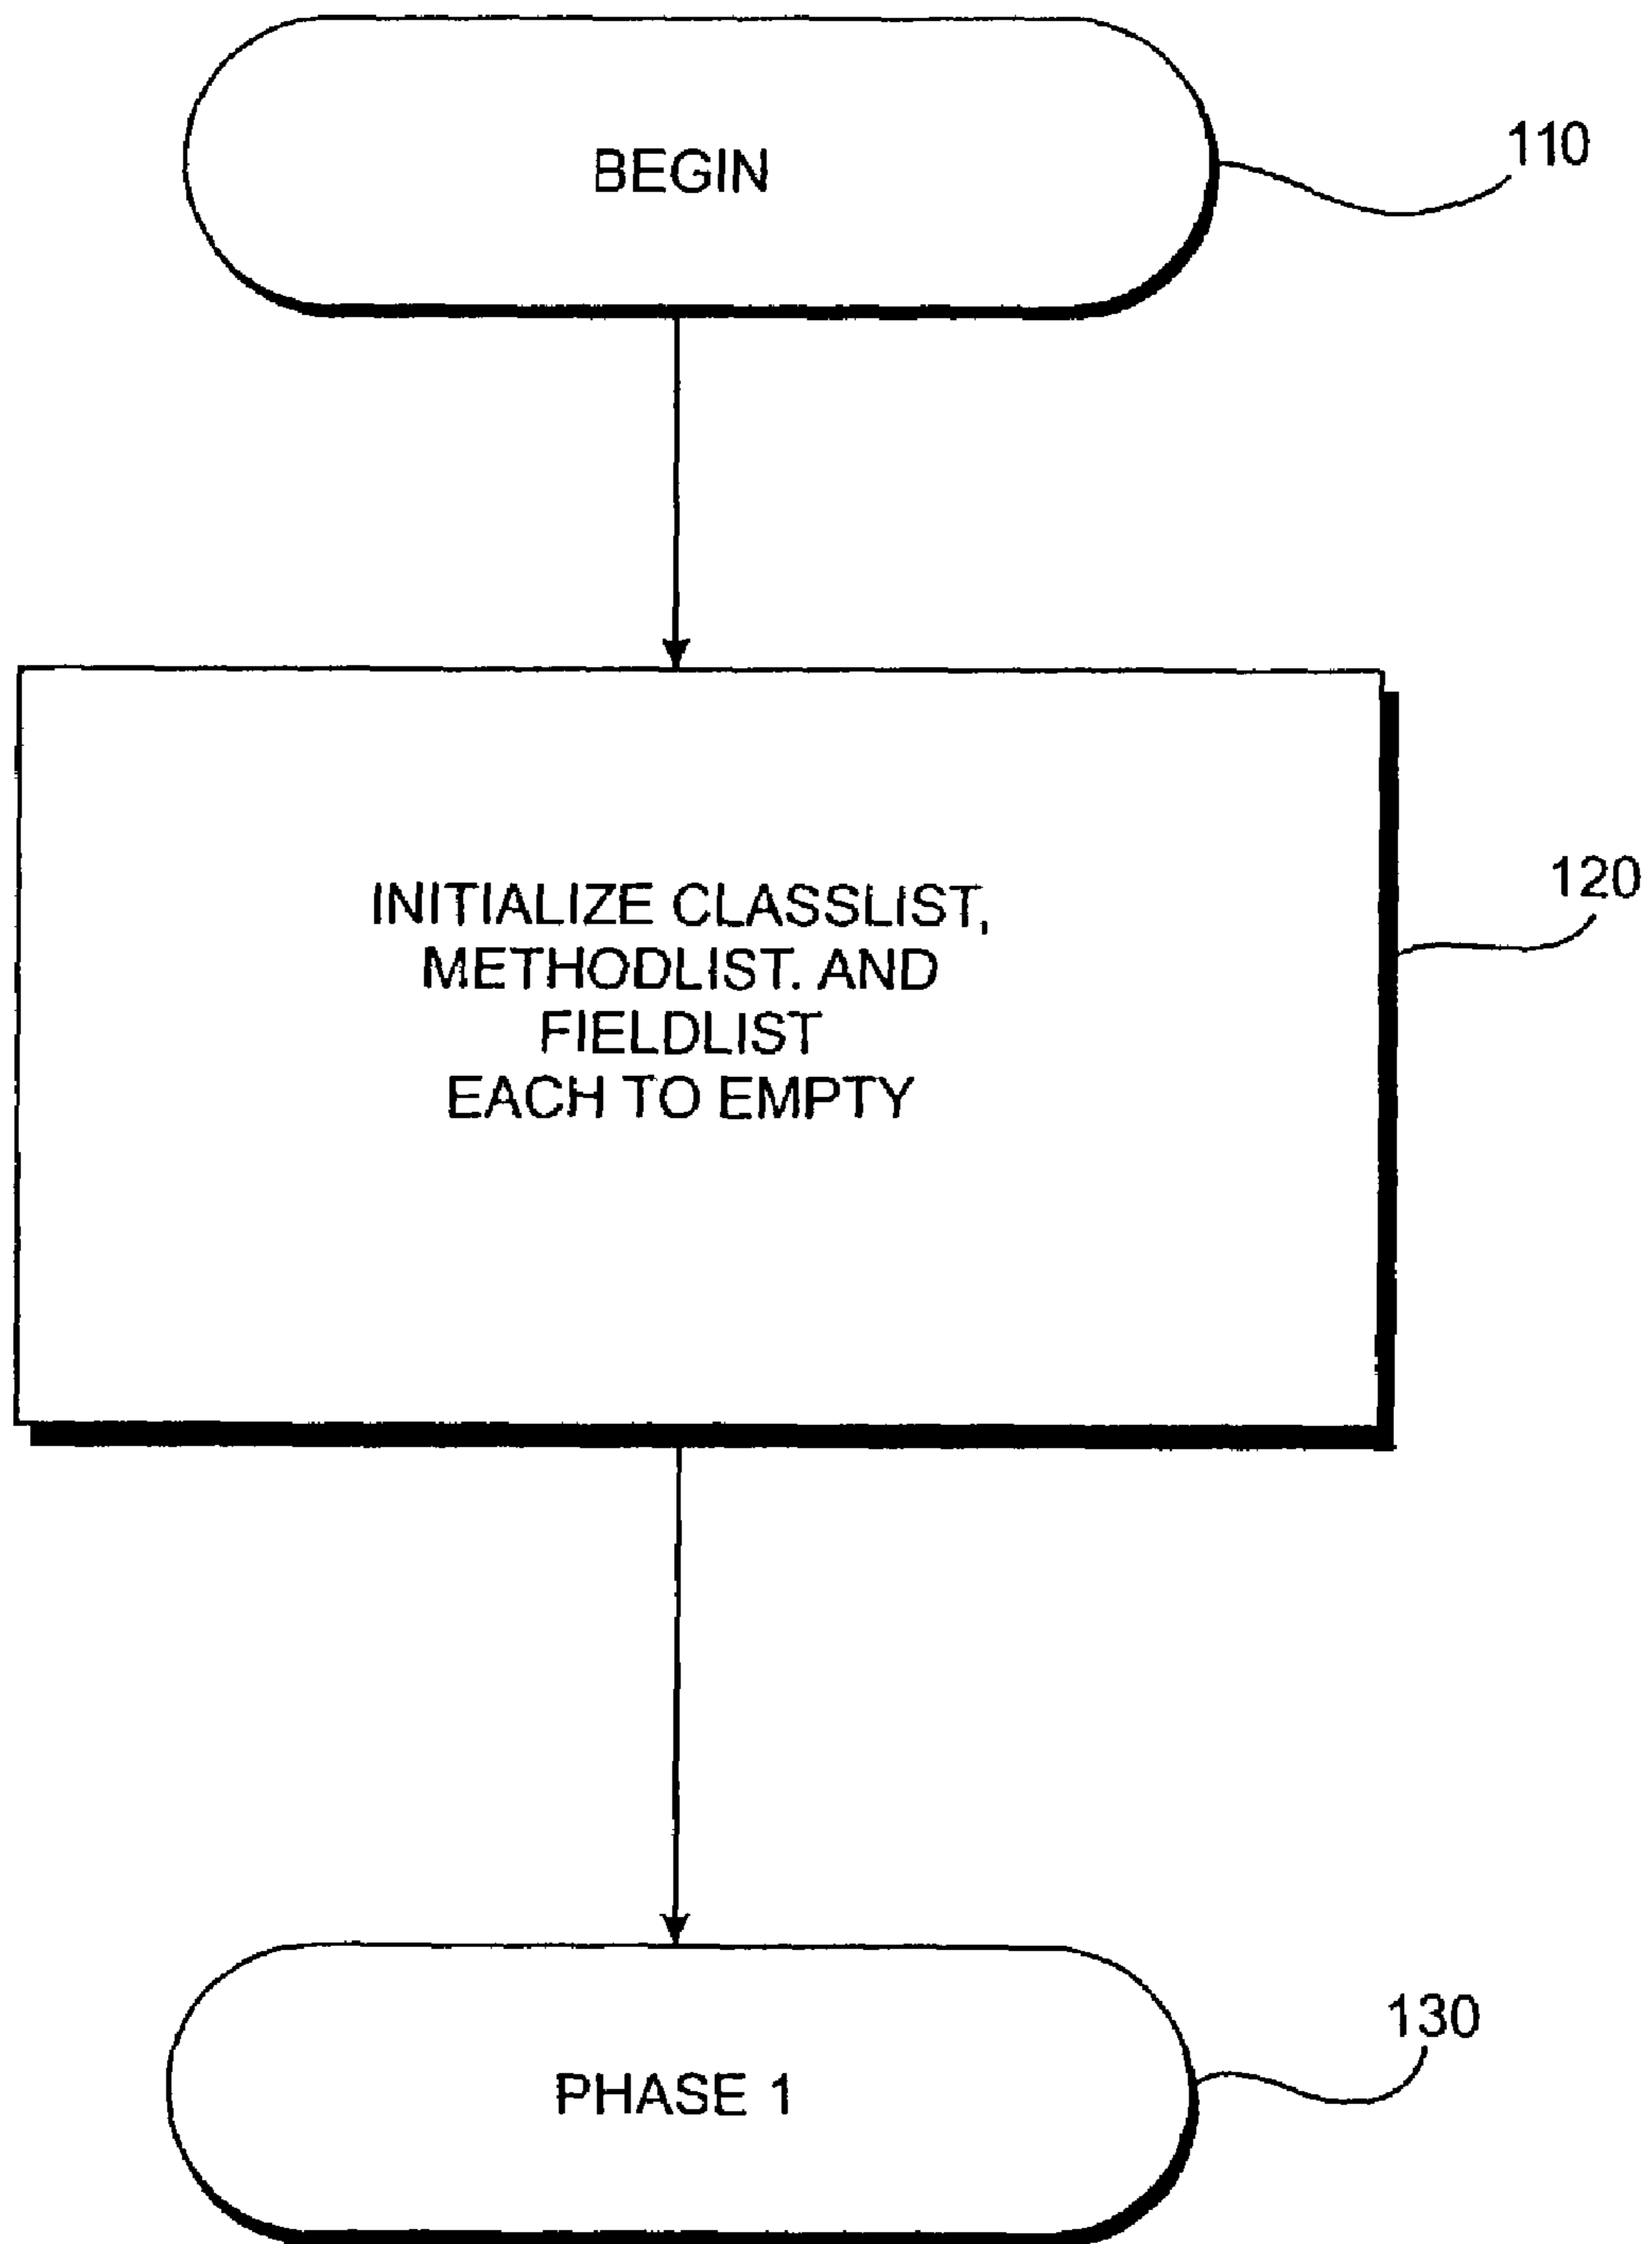 BEGIN
110
INITIALIZE CLASSLIST,
METHODLIST. AND
FIELDLIST
EACH TO EMPTY
120
PHASE 1
130